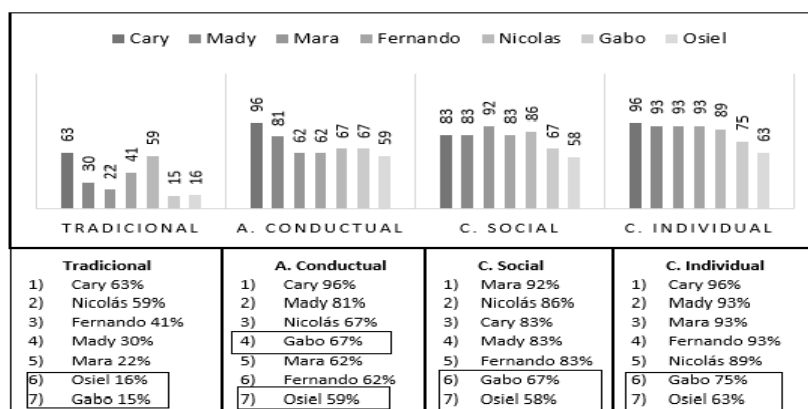 Cary Mady Mara Fernando Nicolas Gabo Osiel
63 30 22 41 59 15 16
96 81 62 62 67 67 59
83 83 92 83 86 67 58
96 93 93 93 89 75 63
TRADICIONAL A. CONDUCTUAL C. SOCIAL C. INDIVIDUAL
Tradicional
1) Cary 63%
2) Nicolás 59%
3) Fernando 41%
4) Mady 30%
5) Mara 22%
6) Osiel 16%
7) Gabo 15%
A. Conductual
1) Cary 96%
2) Mady 81%
3) Nicolás 67%
4) Gabo 67%
5) Mara 62%
6) Fernando 62%
7) Osiel 59%
C. Social
1) Mara 92%
2) Nicolás 86%
3) Cary 83%
4) Mady 83%
5) Fernando 83%
6) Gabo 67%
7) Osiel 58%
C. Individual
1) Cary 96%
2) Mady 93%
3) Mara 93%
4) Fernando 93%
5) Nicolás 89%
6) Gabo 75%
7) Osiel 63%